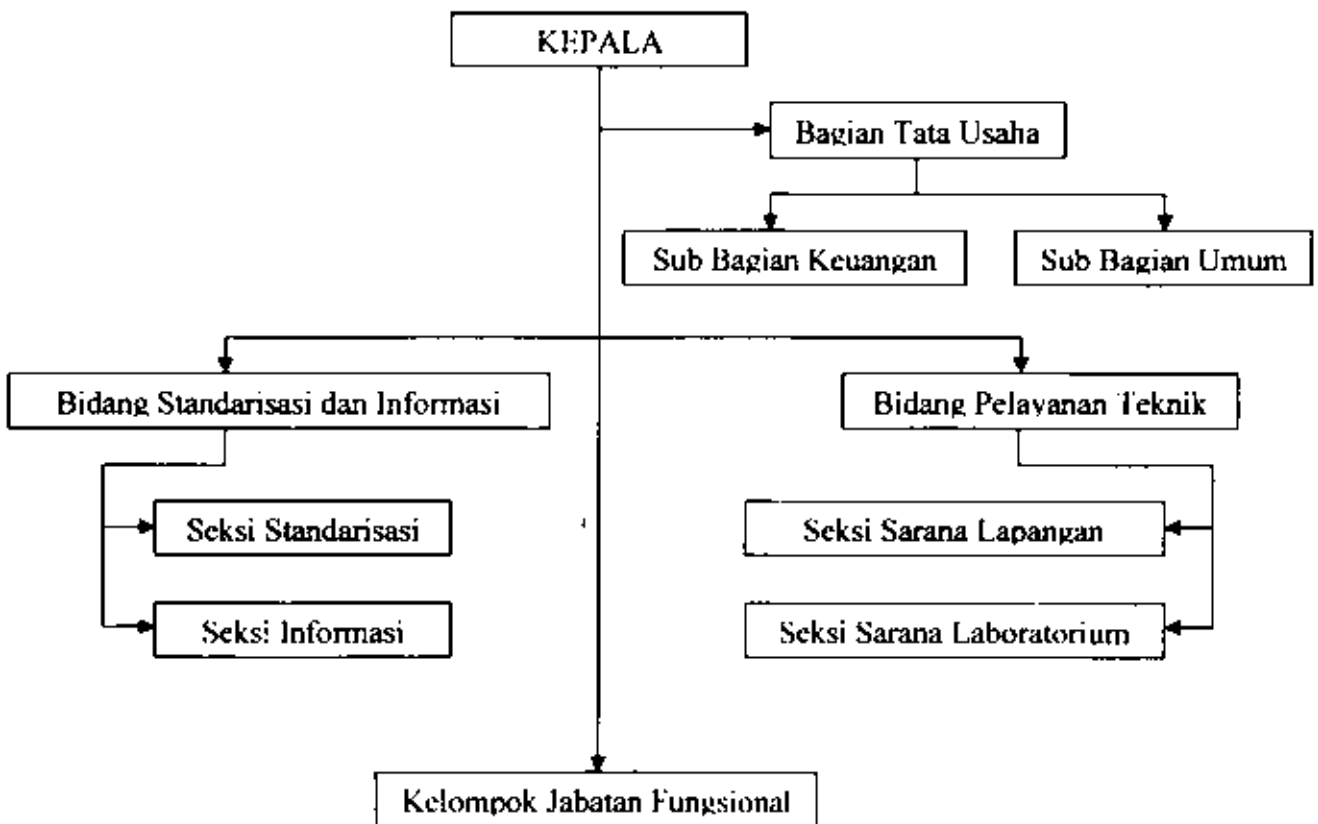 KEPALA
Bagian Tata Usaha
Sub Bagian Keuangan
Sub Bagian Umum
Bidang Standarisasi dan Informasi
Bidang Pelayanan Teknik
Seksi Standarisasi
Seksi Sarana Lapangan
Seksi Informasi
Seksi Sarana Laboratorium
Kelompok Jabatan Fungsional